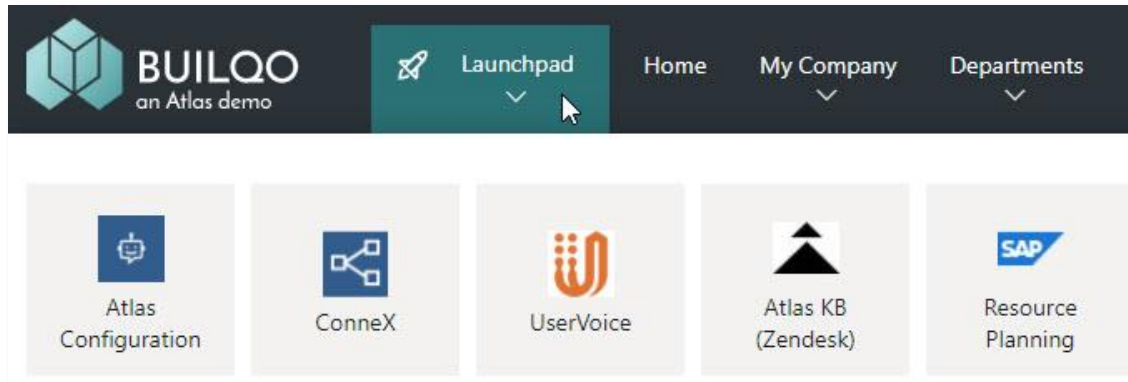 BUILQO
an Atlas demo
Launchpad
Home
My Company
Departments
Atlas
Configuration
ConneX
UserVoice
Atlas KB
(Zendesk)
SAP
Resource
Planning